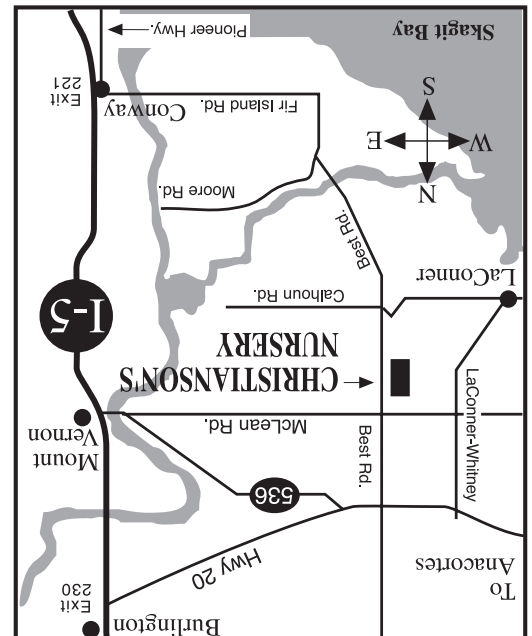 Burlington
Exit
230
To
Anacortes
Hwy 20
536
LaConner-Whitney
Best Rd.
Mount
Vernon
McLean Rd.
CHRISTIANSON'S
NURSERY
I-5
Calhoun Rd.
LaConner
Best Rd.
Moore Rd.
N
W
E
S
Fir Island Rd.
Conway
Exit
221
Pioneer Hwy.
Skagit Bay